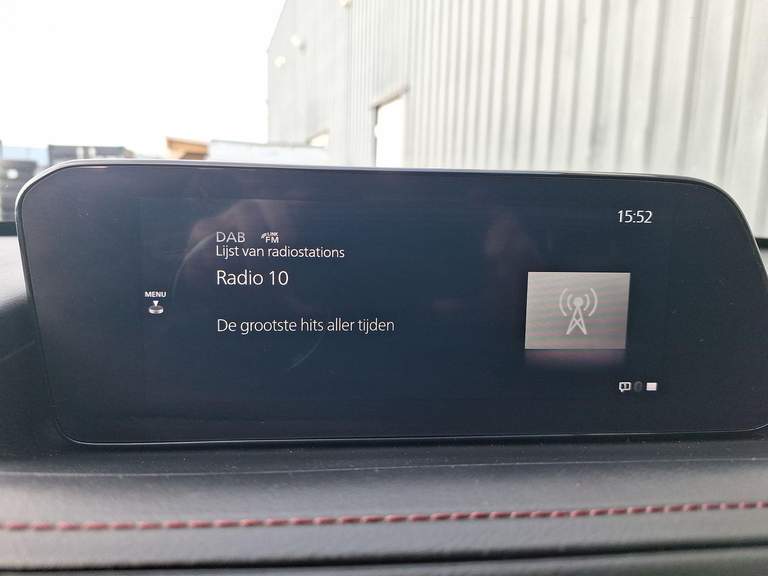 15:52
DAB LINK FM
Lijst van radiostations
Radio 10
MENU
De grootste hits aller tijden